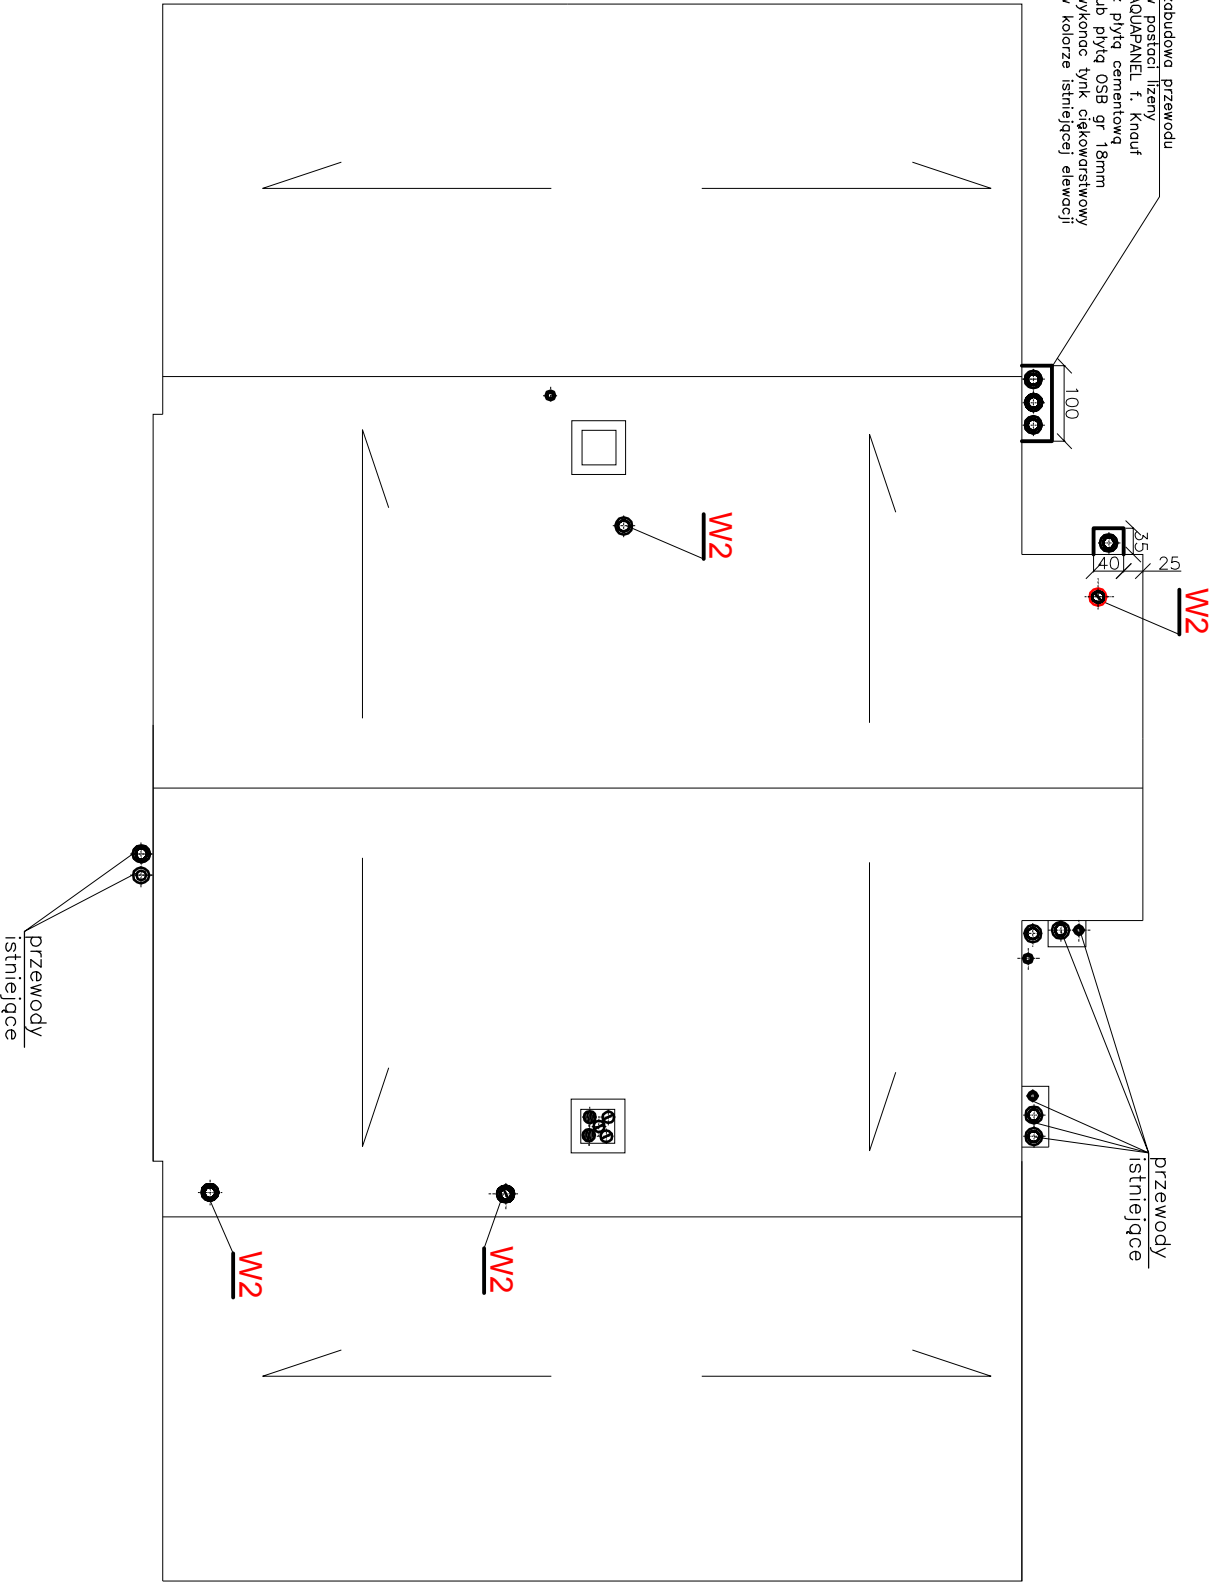 zabudowa przewodu
w postaci lizeny
AQUAPANEL f. Knauf
z płytą cementową
lub płytą OSB gr 18mm
wykonac tynk ciękowarstwowy
w kolorze istniejącej elewacji
100
35
40
25
W2
W2
przewody
istniejące
przewody
istniejące
W2
W2